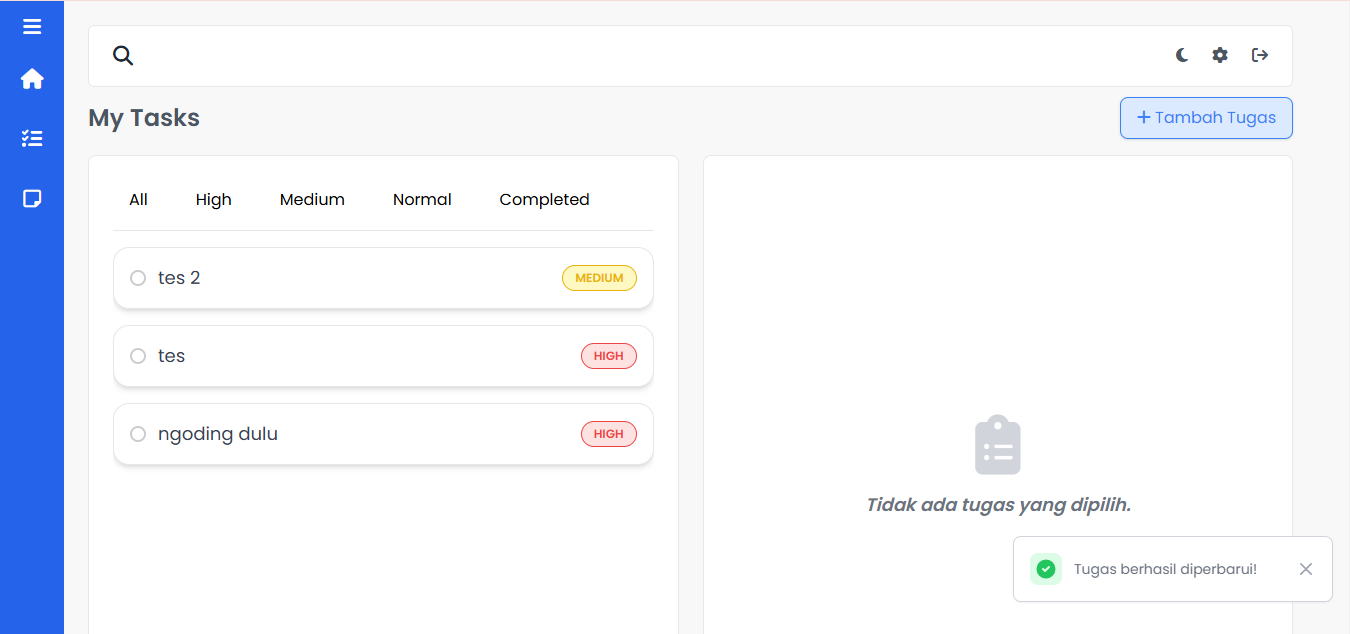 My Tasks
Tambah Tugas
All High Medium Normal Completed
tes 2 MEDIUM
tes HIGH
ngoding dulu HIGH
Tidak ada tugas yang dipilih.
Tugas berhasil diperbarui!